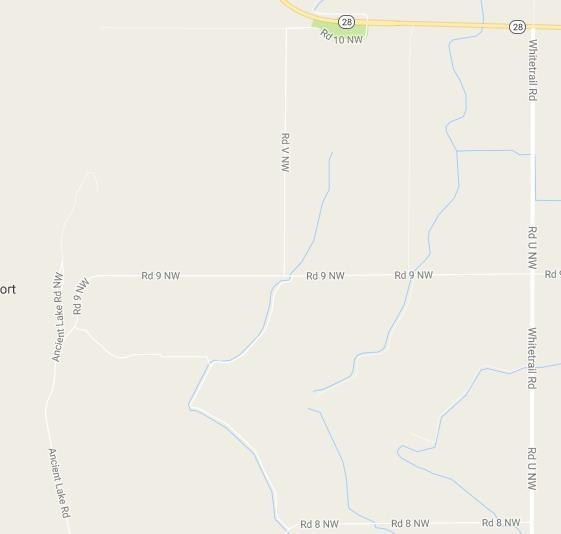 28
28
Rd 10 NW
Whitetrail Rd
Rd V NW
Rd U NW
Rd 9 NW
Rd 9 NW
Rd 9 NW
Rd 9
Rd 9 NW
ort
Ancient Lake Rd NW
Whitetrail Rd
Ancient Lake Rd
Rd U NW
Rd 8 NW
Rd 8 NW
Rd 8 NW